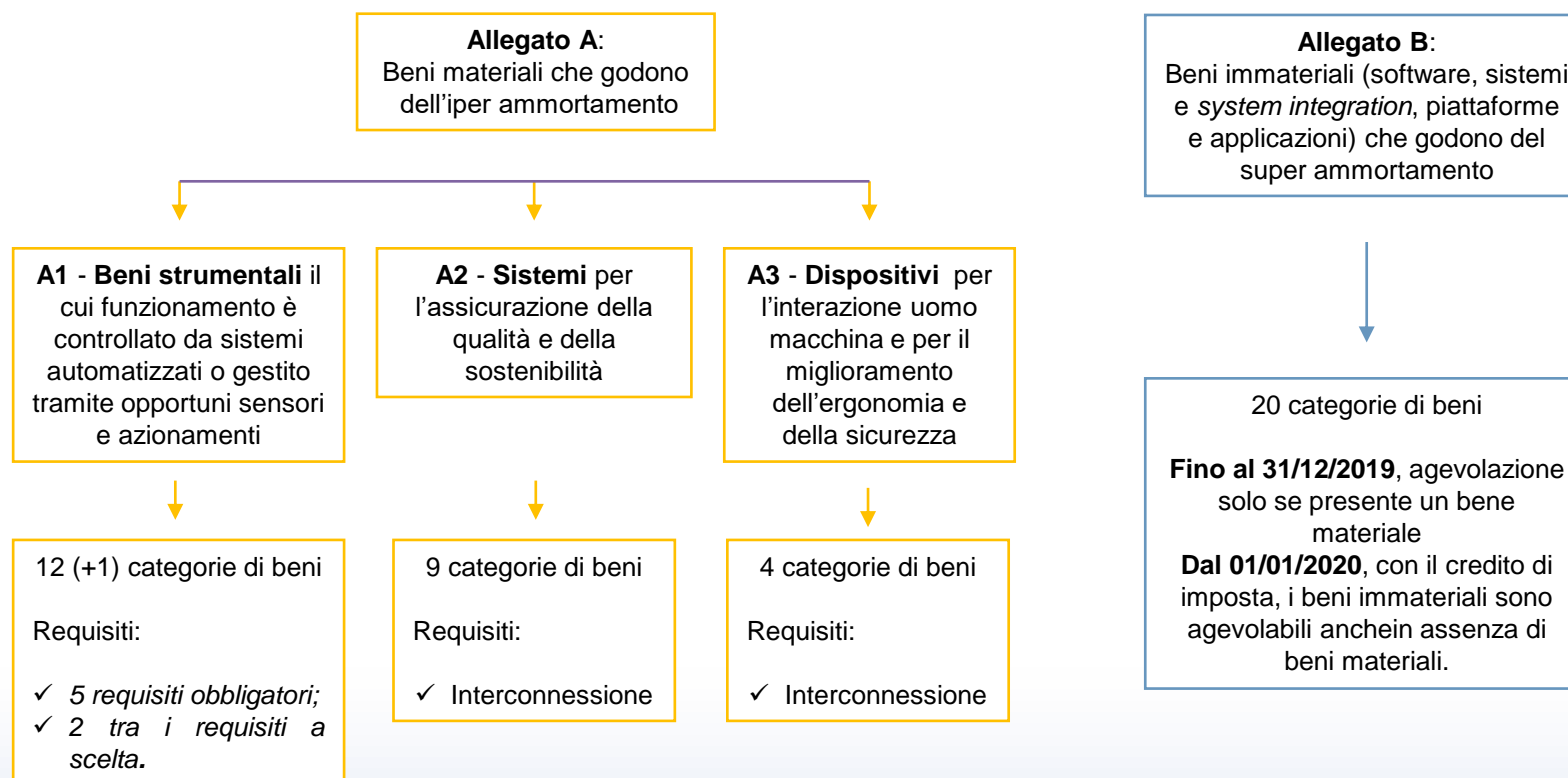 Allegato A:
Beni materiali che godono
dell'iper ammortamento
Allegato B:
Beni immateriali (software, sistemi
e system integration, piattaforme
e applicazioni) che godono del
super ammortamento
A1 - Beni strumentali il
cui funzionamento è
controllato da sistemi
automatizzati o gestito
tramite opportuni sensori
e azionamenti
A2 - Sistemi per
l'assicurazione della
qualità e della
sostenibilità
A3 - Dispositivi per
l'interazione uomo
macchina e per il
miglioramento
dell'ergonomia e
della sicurezza
12 (+1) categorie di beni
Requisiti:
✓ 5 requisiti obbligatori;
✓ 2 tra i requisiti a
scelta.
9 categorie di beni
Requisiti:
✓ Interconnessione
4 categorie di beni
Requisiti:
✓ Interconnessione
20 categorie di beni
Fino al 31/12/2019, agevolazione
solo se presente un bene
materiale
Dal 01/01/2020, con il credito di
imposta, i beni immateriali sono
agevolabili anchein assenza di
beni materiali.